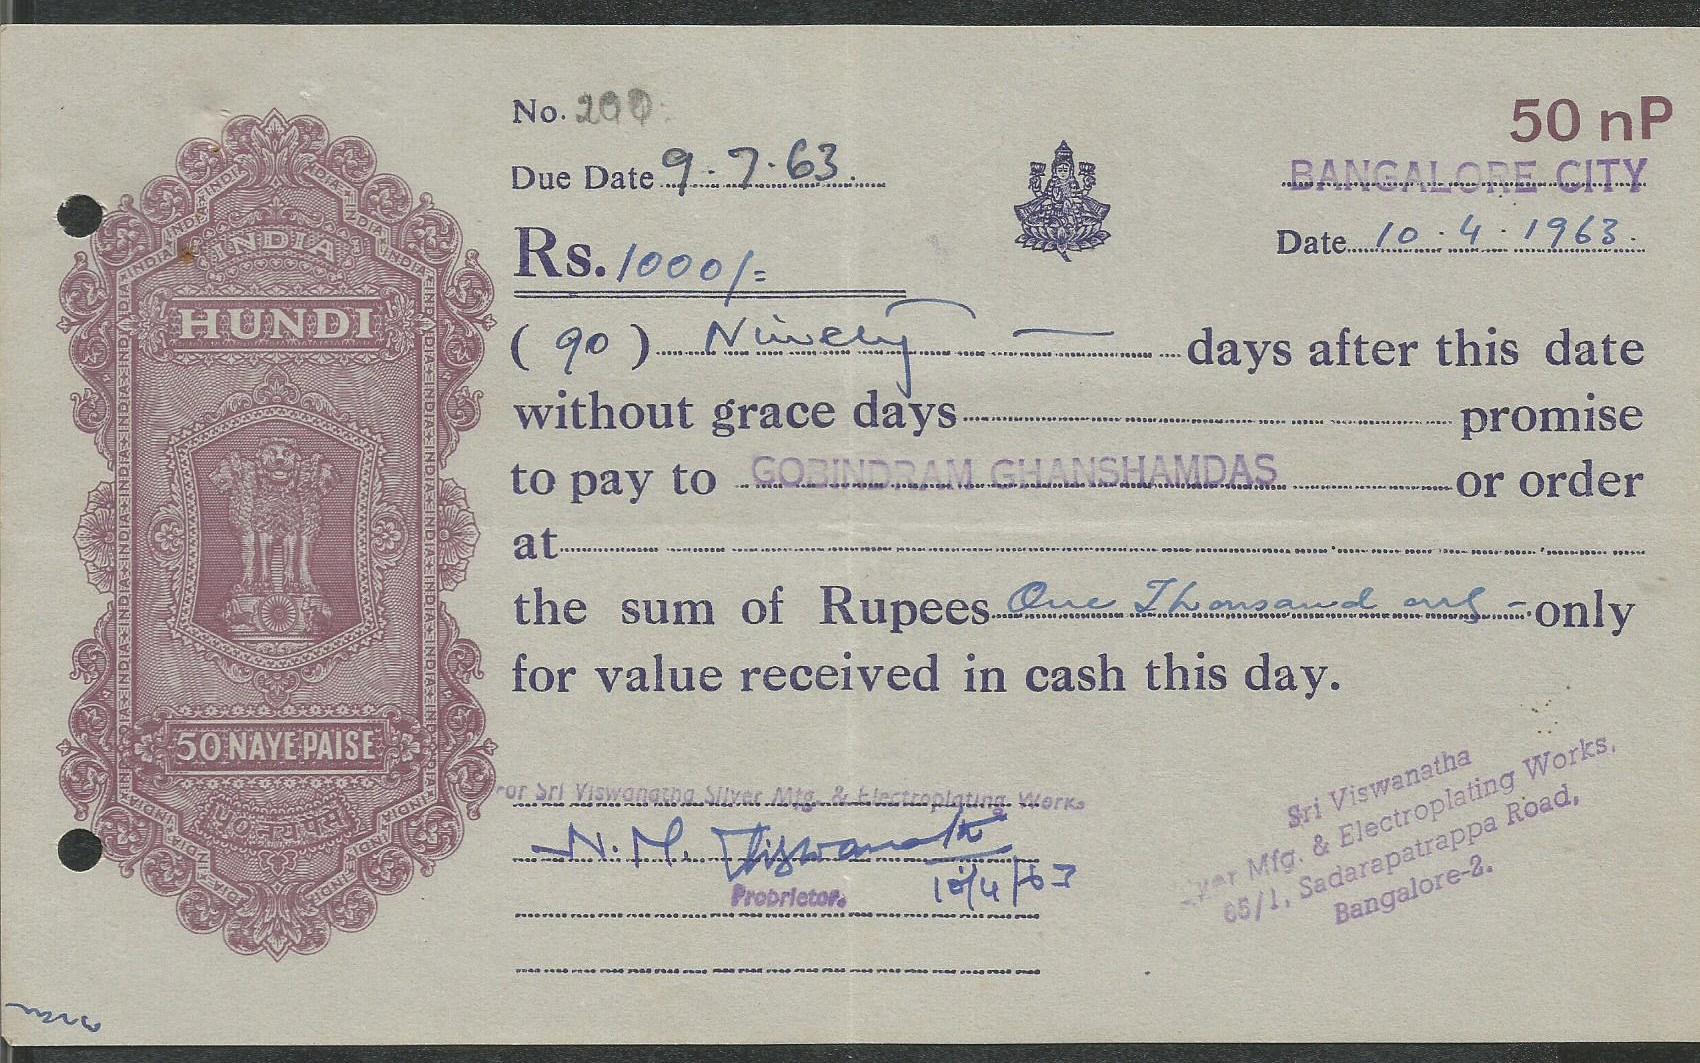 No. 200
50 nP
Due Date 9.7.63.
BANGALORE CITY
Date 10.4.1963.
Rs. 1000/=
INDIA
HUNDI
(90) Ninety — days after this date
without grace days promise
to pay to GOBINDRAM GHANSHAMDAS or order
at
the sum of Rupees One Thousand only - only
for value received in cash this day.
50 NAYE PAISE
५० नये पैसे
For Sri Viswanatha Silver Mfg. & Electroplating Works
N.M. Viswanath
10/4/63
Proprietor.
Sri Viswanatha
Silver Mfg. & Electroplating Works,
65/1, Sadarapatrappa Road,
Bangalore-2.